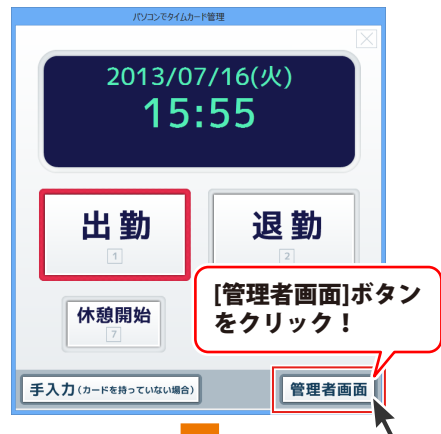 パソコンでタイムカード管理
2013/07/16(火)
15:55
出勤
1
退勤
2
休憩開始
7
[管理者画面]ボタン
をクリック！
手入力(カードを持っていない場合)
管理者画面